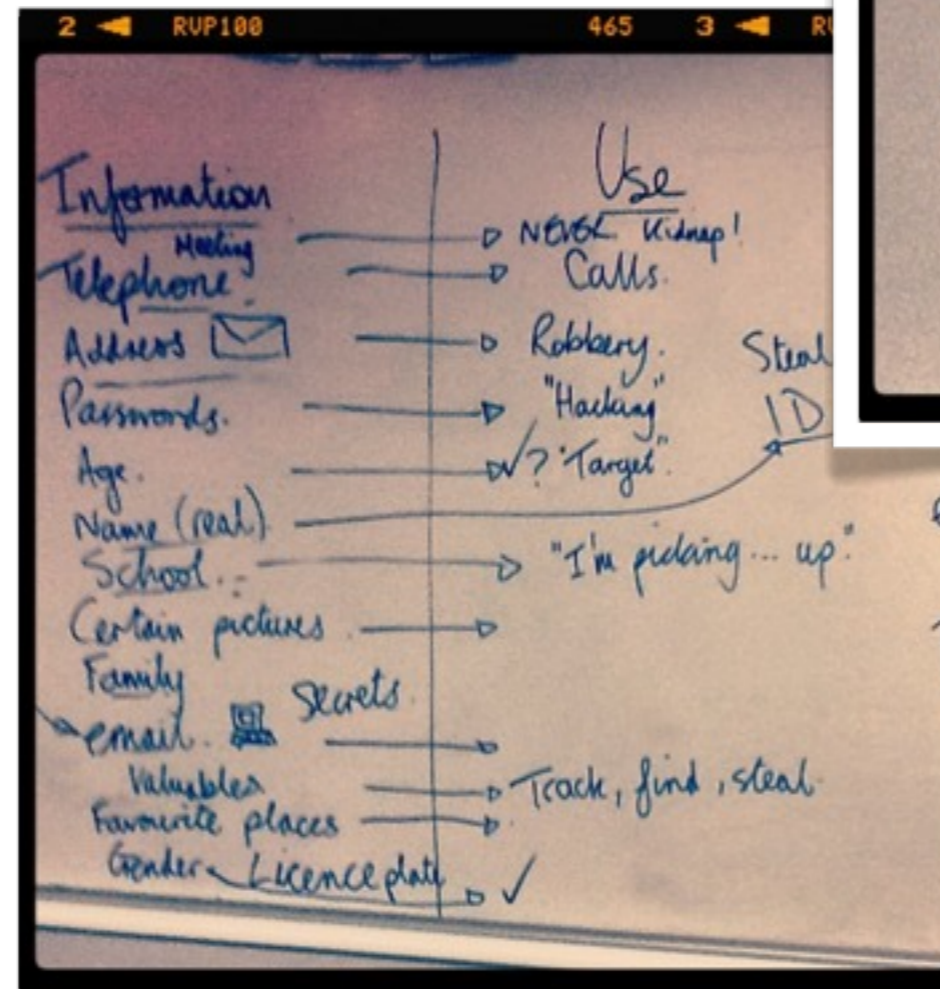 2 RVP100 465 3
Information Use
Meeting NEVER Kidnap!
Telephone. Calls.
Address Robbery. Steal
Passwords. "Hacking" ID
Age. ✓? "Target".
Name (real)
School. "I'm picking ... up."
Certain pictures
Family
Secrets
email.
Valuables Track, find, steal.
Favourite places
Gender Licence plate ✓